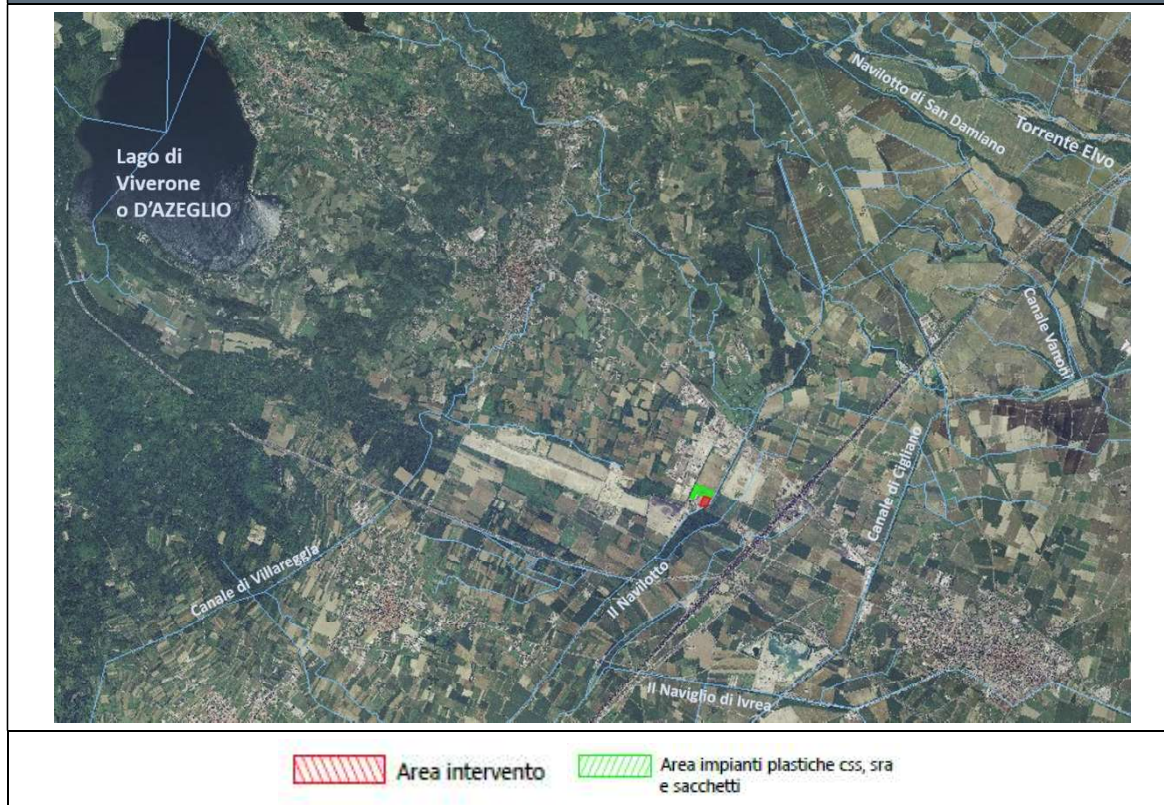 Lago di
Viverone
o D'AZEGLIO
Navilotto di San Damiano
Torrente Elvo
Canale Vanoni
Canale di Cigliano
Il Navilotto
Canale di Villareggia
Il Naviglio di Ivrea
Area intervento
Area impianti plastiche css, sra
e sacchetti